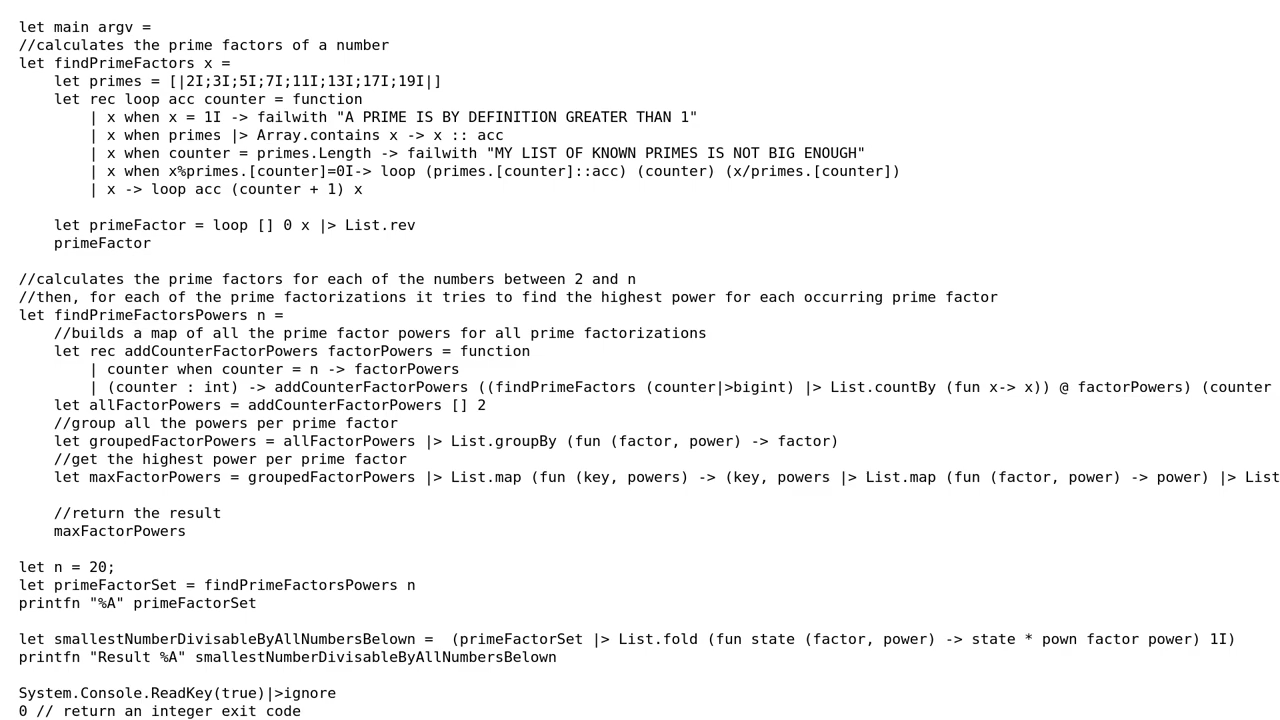 let main argv =
//calculates the prime factors of a number
let findPrimeFactors x =
    let primes = [|2I;3I;5I;7I;11I;13I;17I;19I|]
    let rec loop acc counter = function
        | x when x = 1I -> failwith "A PRIME IS BY DEFINITION GREATER THAN 1"
        | x when primes |> Array.contains x -> x :: acc
        | x when counter = primes.Length -> failwith "MY LIST OF KNOWN PRIMES IS NOT BIG ENOUGH"
        | x when x%primes.[counter]=0I-> loop (primes.[counter]::acc) (counter) (x/primes.[counter])
        | x -> loop acc (counter + 1) x
    let primeFactor = loop [] 0 x |> List.rev
    primeFactor
//calculates the prime factors for each of the numbers between 2 and n
//then, for each of the prime factorizations it tries to find the highest power for each occurring prime factor
let findPrimeFactorsPowers n =
    //builds a map of all the prime factor powers for all prime factorizations
    let rec addCounterFactorPowers factorPowers = function
        | counter when counter = n -> factorPowers
        | (counter : int) -> addCounterFactorPowers ((findPrimeFactors (counter|>bigint) |> List.countBy (fun x-> x)) @ factorPowers) (counter
    let allFactorPowers = addCounterFactorPowers [] 2
    //group all the powers per prime factor
    let groupedFactorPowers = allFactorPowers |> List.groupBy (fun (factor, power) -> factor)
    //get the highest power per prime factor
    let maxFactorPowers = groupedFactorPowers |> List.map (fun (key, powers) -> (key, powers |> List.map (fun (factor, power) -> power) |> List
    //return the result
    maxFactorPowers
let n = 20;
let primeFactorSet = findPrimeFactorsPowers n
printfn "%A" primeFactorSet
let smallestNumberDivisableByAllNumbersBelown =  (primeFactorSet |> List.fold (fun state (factor, power) -> state * pown factor power) 1I)
printfn "Result %A" smallestNumberDivisableByAllNumbersBelown
System.Console.ReadKey(true)|>ignore
0 // return an integer exit code